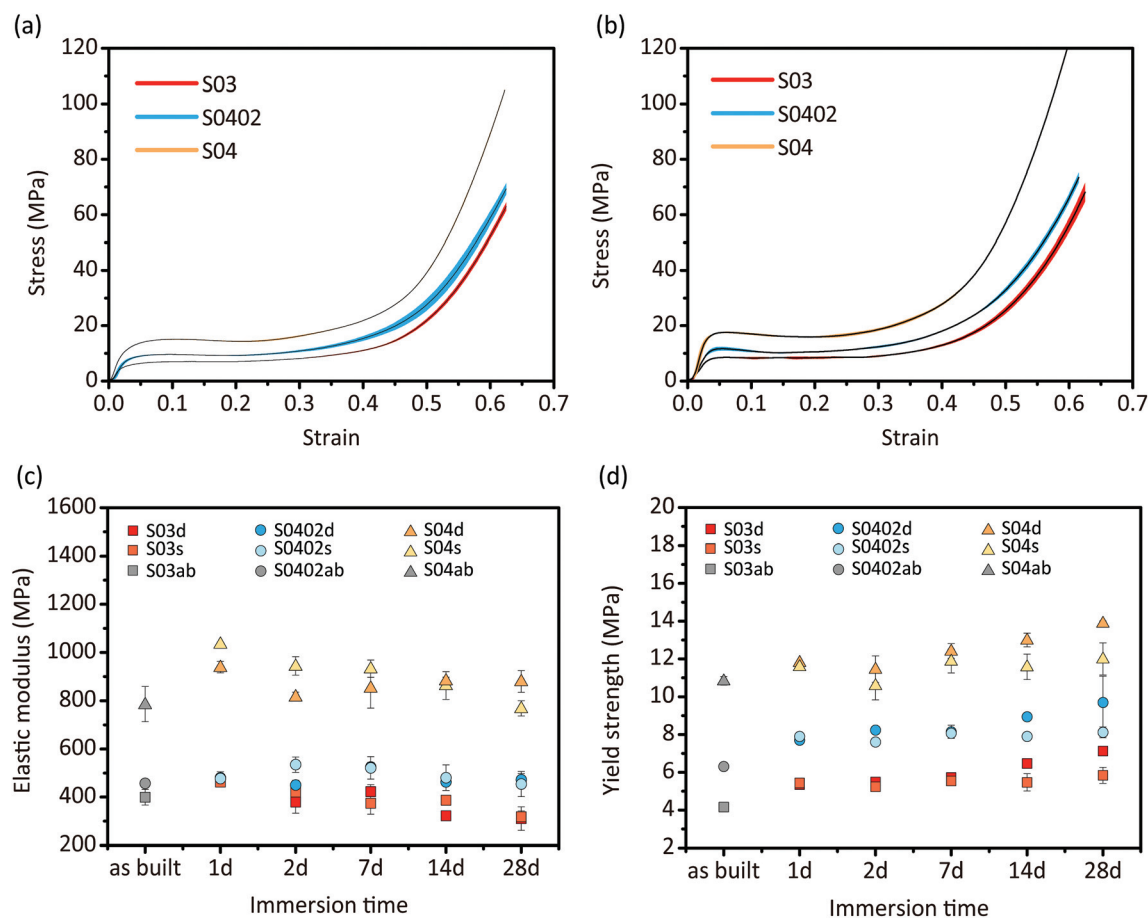 (a)
120
100
80
60
40
20
0
Stress (MPa)
S03
S0402
S04
0.0 0.1 0.2 0.3 0.4 0.5 0.6 0.7
Strain
(b)
120
100
80
60
40
20
0
Stress (MPa)
S03
S0402
S04
0.0 0.1 0.2 0.3 0.4 0.5 0.6 0.7
Strain
(c)
1600
1400
1200
1000
800
600
400
200
Elastic modulus (MPa)
S03d S0402d S04d
S03s S0402s S04s
S03ab S0402ab S04ab
as built 1d 2d 7d 14d 28d
Immersion time
(d)
20
18
16
14
12
10
8
6
4
2
Yield strength (MPa)
S03d S0402d S04d
S03s S0402s S04s
S03ab S0402ab S04ab
as built 1d 2d 7d 14d 28d
Immersion time